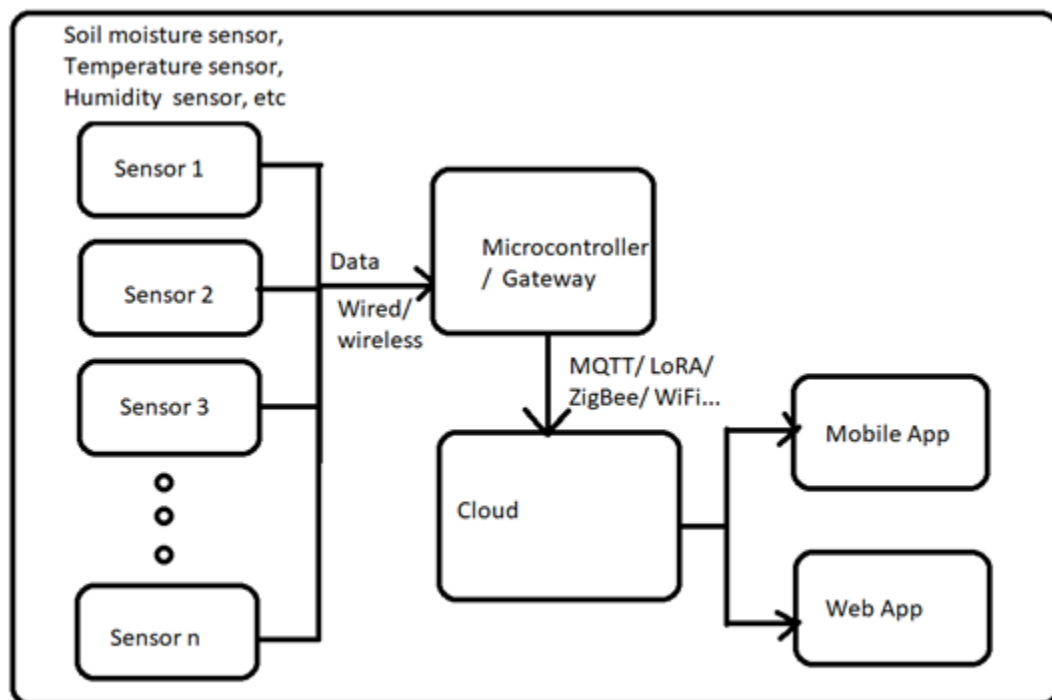 Soil moisture sensor,
Temperature sensor,
Humidity sensor, etc
Sensor 1
Sensor 2
Sensor 3
Sensor n
Data
Wired/
wireless
Microcontroller
/ Gateway
MQTT/ LoRA/
ZigBee/ WiFi...
Cloud
Mobile App
Web App